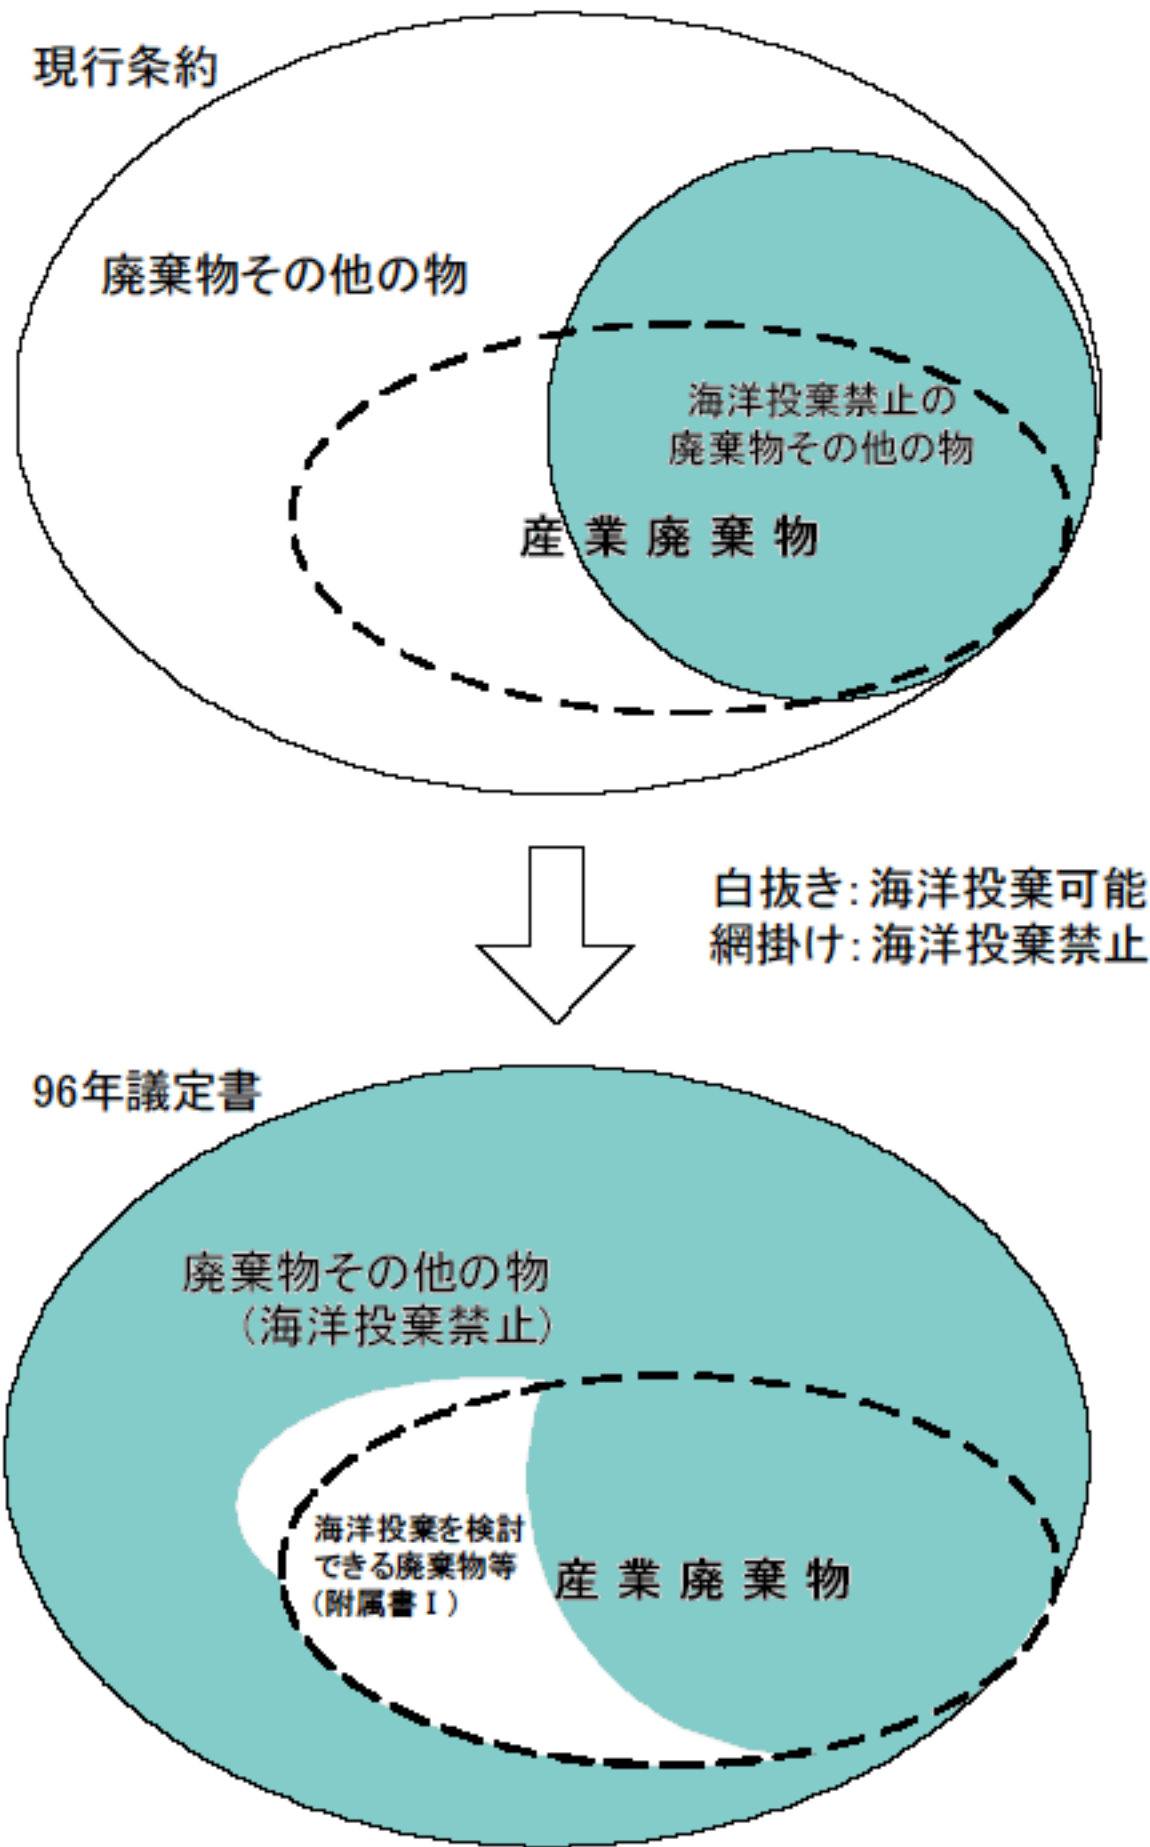 現行条約
廃棄物その他の物
海洋投棄禁止の
廃棄物その他の物
産業廃棄物
白抜き:海洋投棄可能
網掛け:海洋投棄禁止
96年議定書
廃棄物その他の物
(海洋投棄禁止)
海洋投棄を検討
できる廃棄物等
(附属書Ⅰ)
産業廃棄物